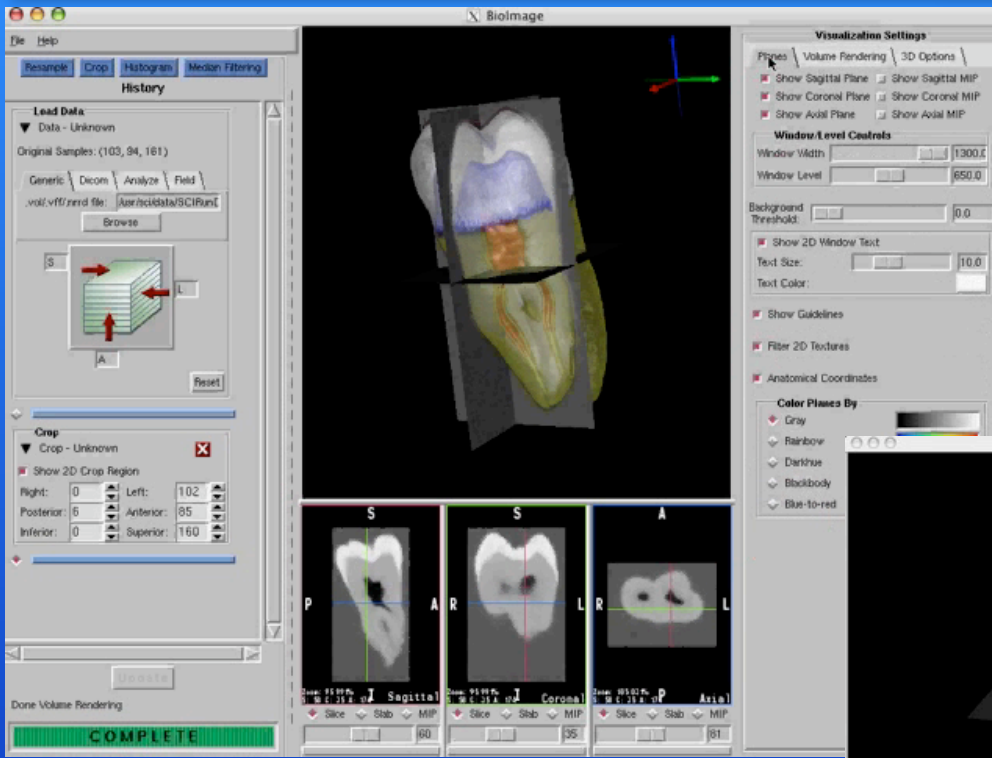 BioImage
File Help
Resample Crop Histogram Median Filtering
History
Load Data
Data - Unknown
Original Samples: (103, 94, 161)
Generic Dicom Analyze Field
.vol/.vff/.nrrd file: /usr/sci/data/SCIRun
Browse
S
L
A
Reset
Crop
Crop - Unknown
Show 2D Crop Region
Right: 0 Left: 102
Posterior: 6 Anterior: 85
Inferior: 0 Superior: 160
Update
Done Volume Rendering
COMPLETE
S
P A
I Sagittal
Slice Slab MIP
60
S
R L
I Coronal
Slice Slab MIP
35
A
R L
P Axial
Slice Slab MIP
81
Visualization Settings
Planes Volume Rendering 3D Options
Show Sagittal Plane Show Sagittal MIP
Show Coronal Plane Show Coronal MIP
Show Axial Plane Show Axial MIP
Window/Level Controls
Window Width 1300.0
Window Level 650.0
Background
Threshold: 0.0
Show 2D Window Text
Text Size: 10.0
Text Color:
Show Guidelines
Filter 2D Textures
Anatomical Coordinates
Color Planes By
Gray
Rainbow
Darkhue
Blackbody
Blue-to-red